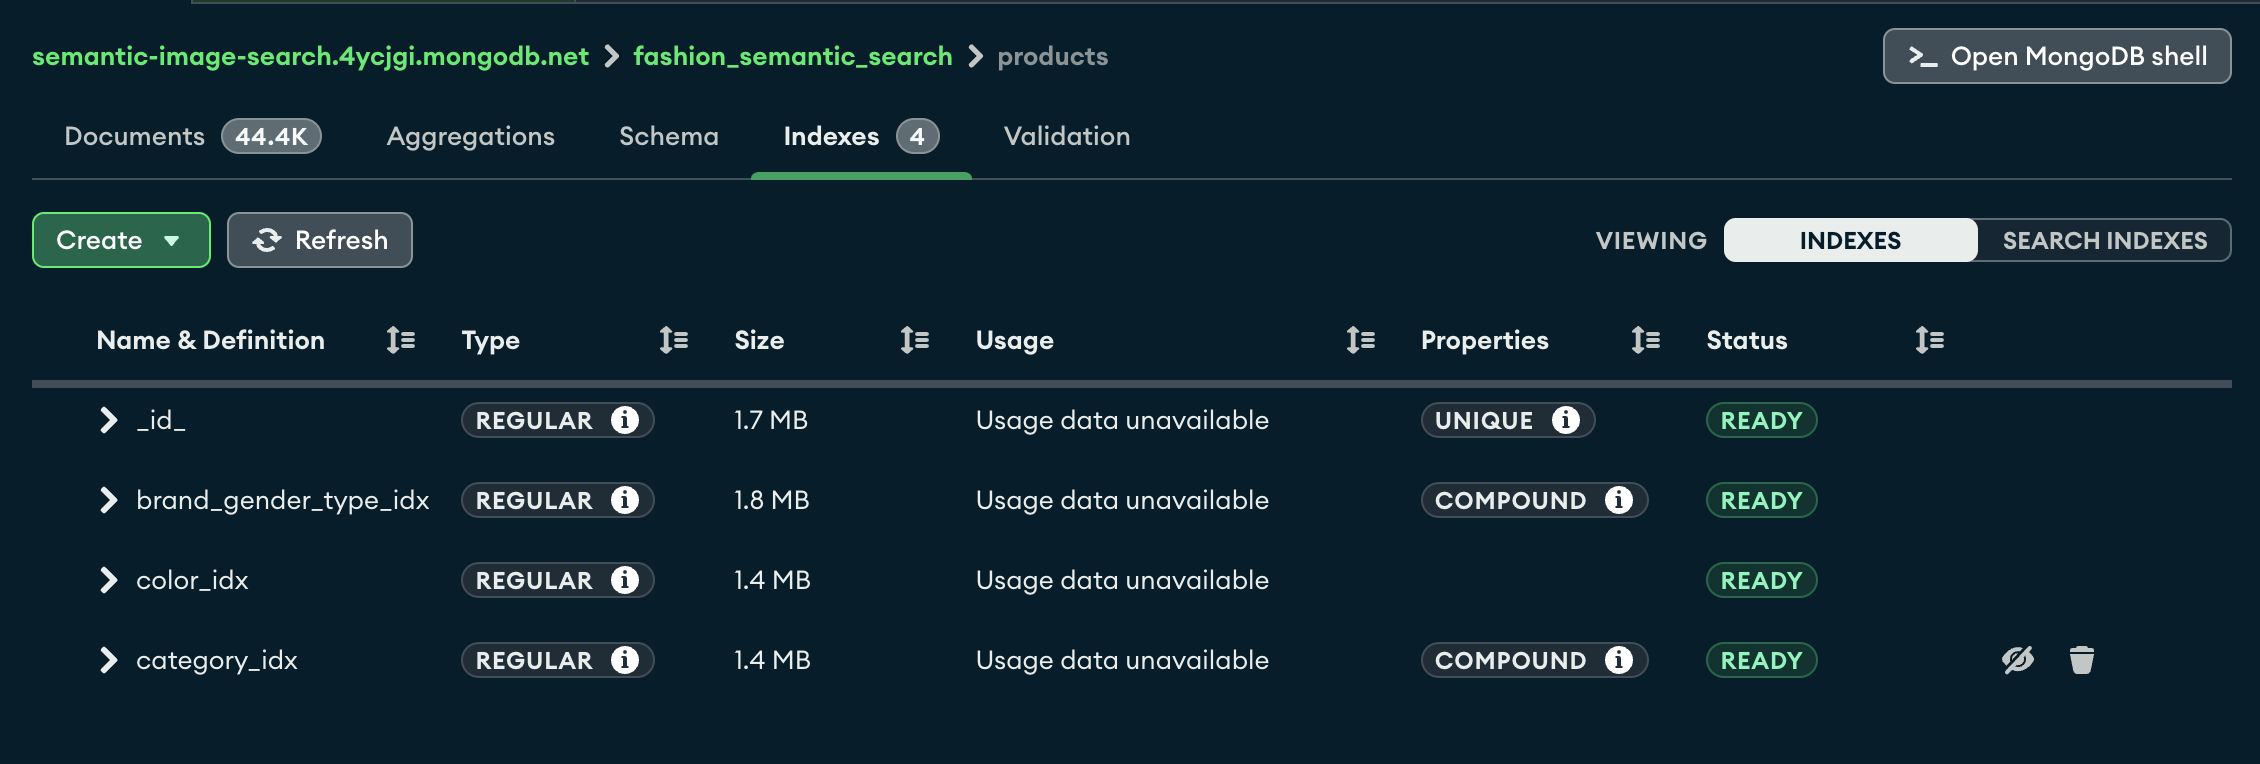 semantic-image-search.4ycjgi.mongodb.net > fashion_semantic_search > products
>_ Open MongoDB shell
Documents 44.4K Aggregations Schema Indexes 4 Validation
Create Refresh
VIEWING INDEXES SEARCH INDEXES
Name & Definition Type Size Usage Properties Status
_id_ REGULAR 1.7 MB Usage data unavailable UNIQUE READY
brand_gender_type_idx REGULAR 1.8 MB Usage data unavailable COMPOUND READY
color_idx REGULAR 1.4 MB Usage data unavailable READY
category_idx REGULAR 1.4 MB Usage data unavailable COMPOUND READY